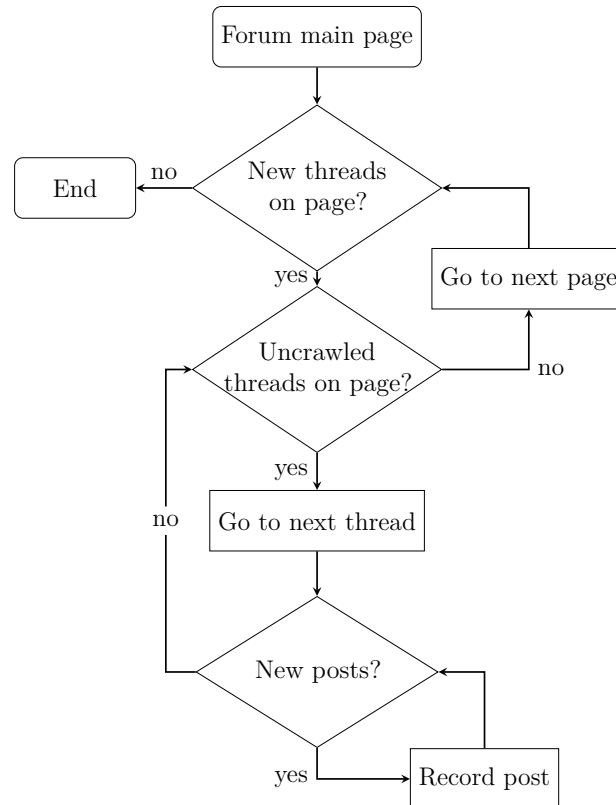 Forum main page
New threads
on page?
no
End
yes
Go to next page
Uncrawled
threads on page?
no
yes
no
Go to next thread
New posts?
yes
Record post